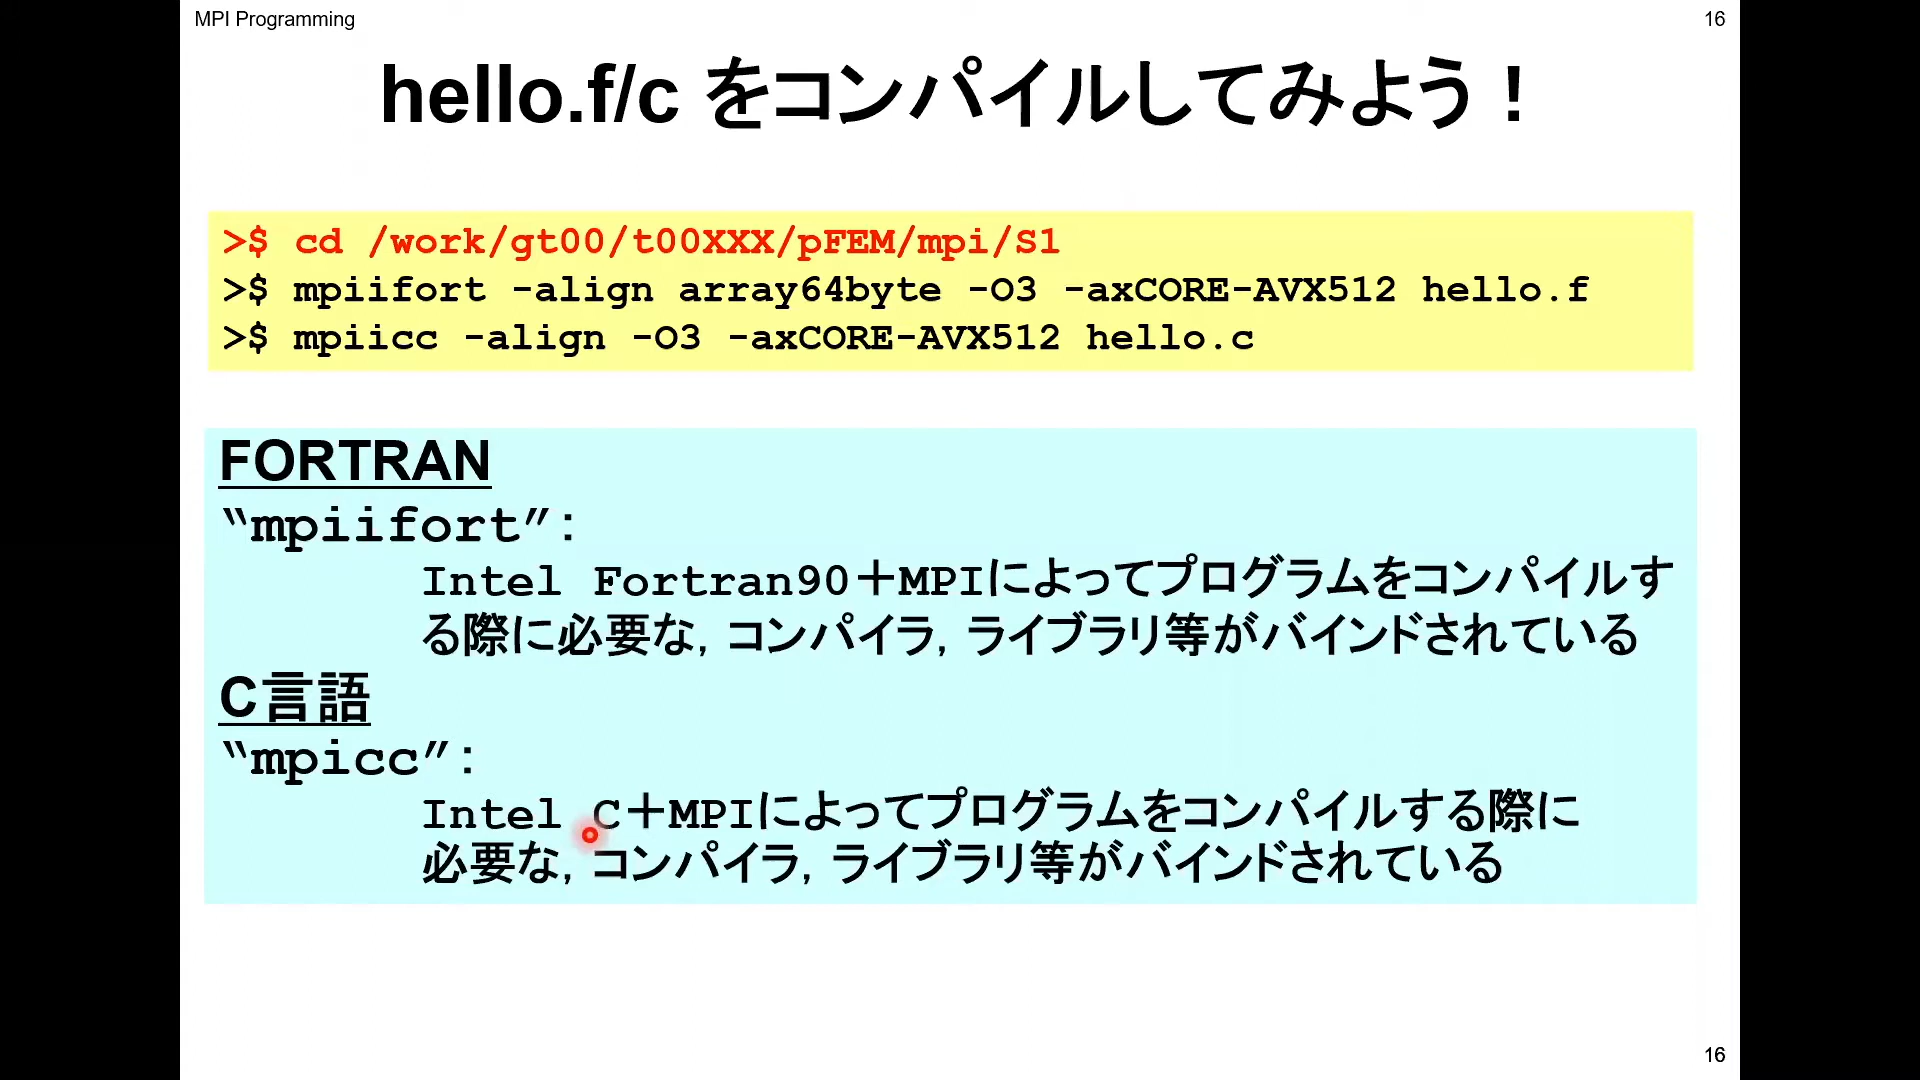 MPI Programming
16
hello.f/c をコンパイルしてみよう！
>$ cd /work/gt00/t00XXX/pFEM/mpi/S1
>$ mpiifort -align array64byte -O3 -axCORE-AVX512 hello.f
>$ mpiicc -align -O3 -axCORE-AVX512 hello.c
FORTRAN
“mpiifort”:
Intel Fortran90＋MPIによってプログラムをコンパイルす
る際に必要な，コンパイラ，ライブラリ等がバインドされている
C言語
“mpicc”:
Intel C＋MPIによってプログラムをコンパイルする際に
必要な，コンパイラ，ライブラリ等がバインドされている
16